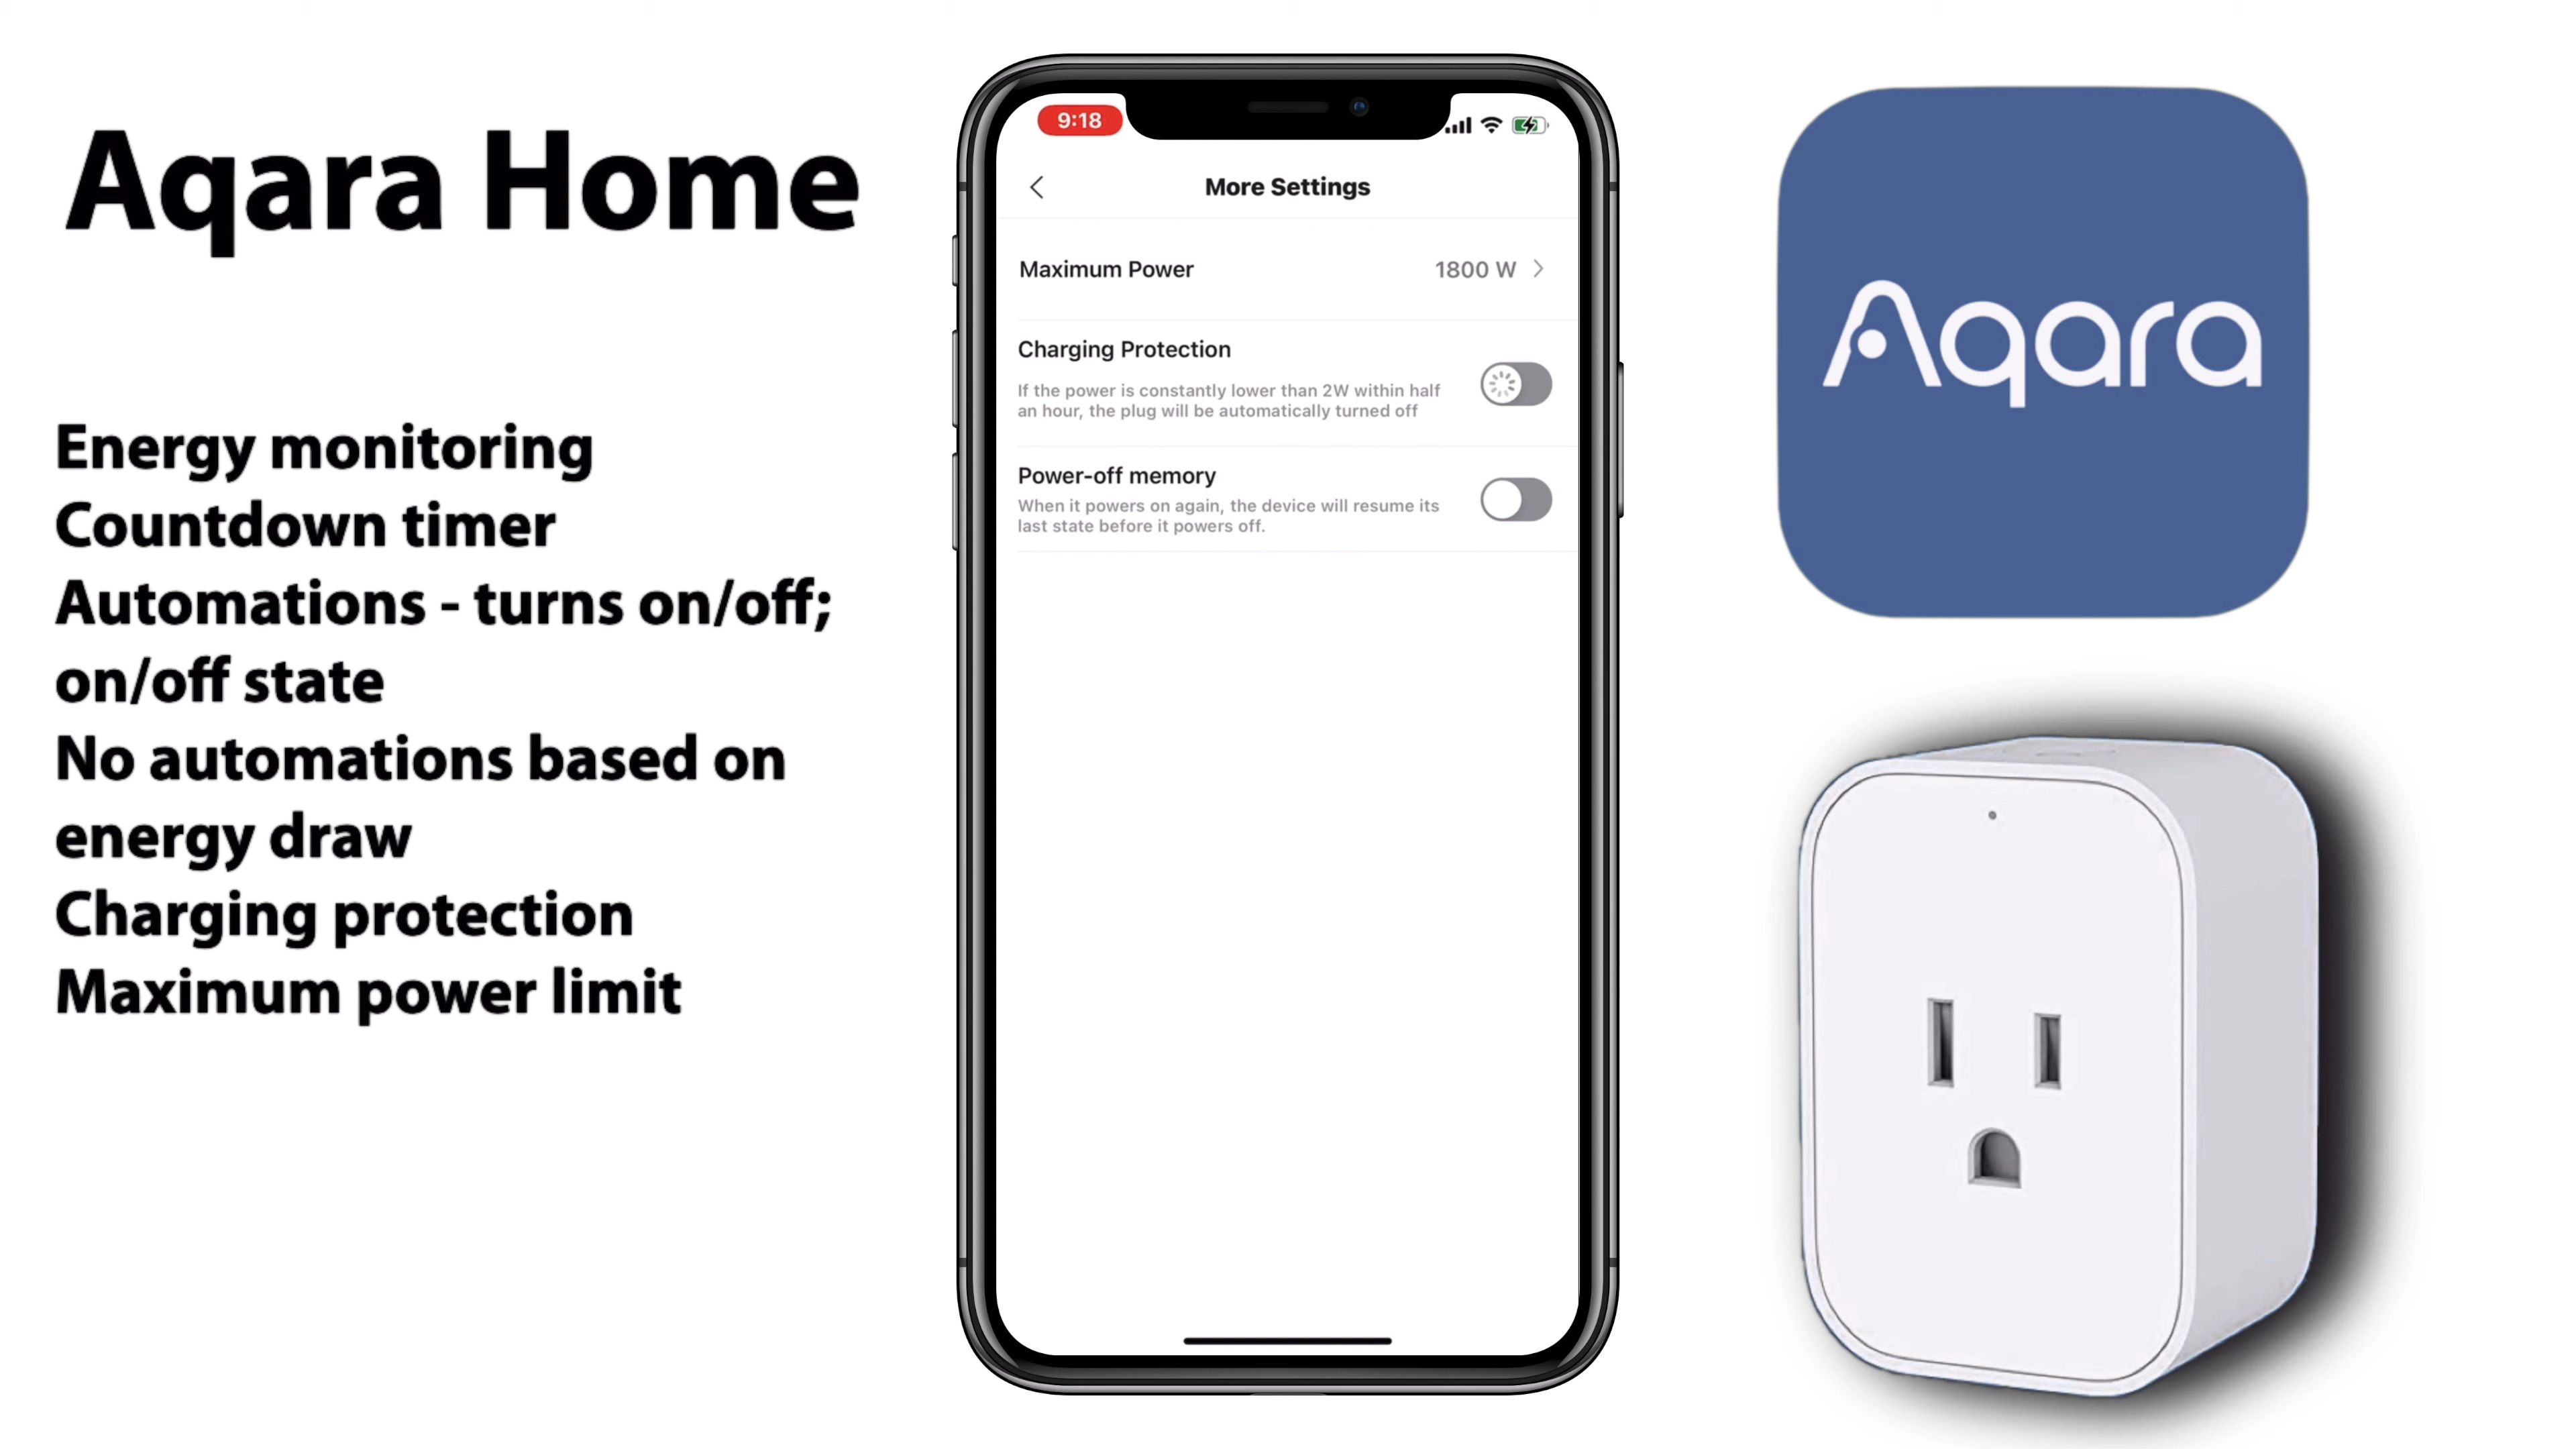 Aqara Home
Energy monitoring
Countdown timer
Automations - turns on/off;
on/off state
No automations based on
energy draw
Charging protection
Maximum power limit
9:18
More Settings
Maximum Power 1800 W
Charging Protection
If the power is constantly lower than 2W within half
an hour, the plug will be automatically turned off
Power-off memory
When it powers on again, the device will resume its
last state before it powers off.
Aqara